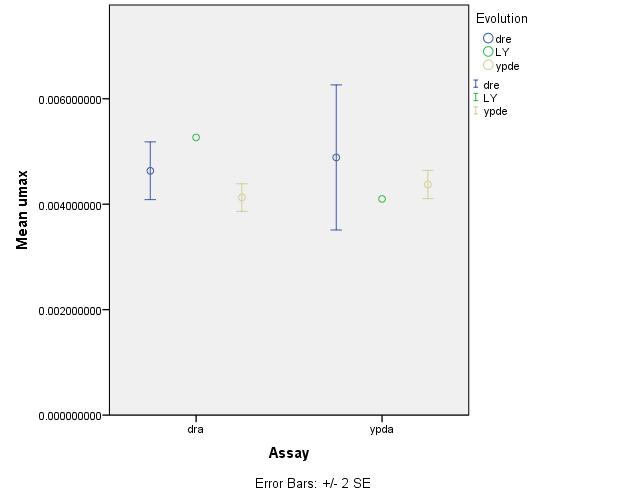 Evolution
dre
LY
ypde
dre
LY
ypde
0.006000000
0.004000000
0.002000000
0.000000000
Mean umax
dra
ypda
Assay
Error Bars: +/- 2 SE